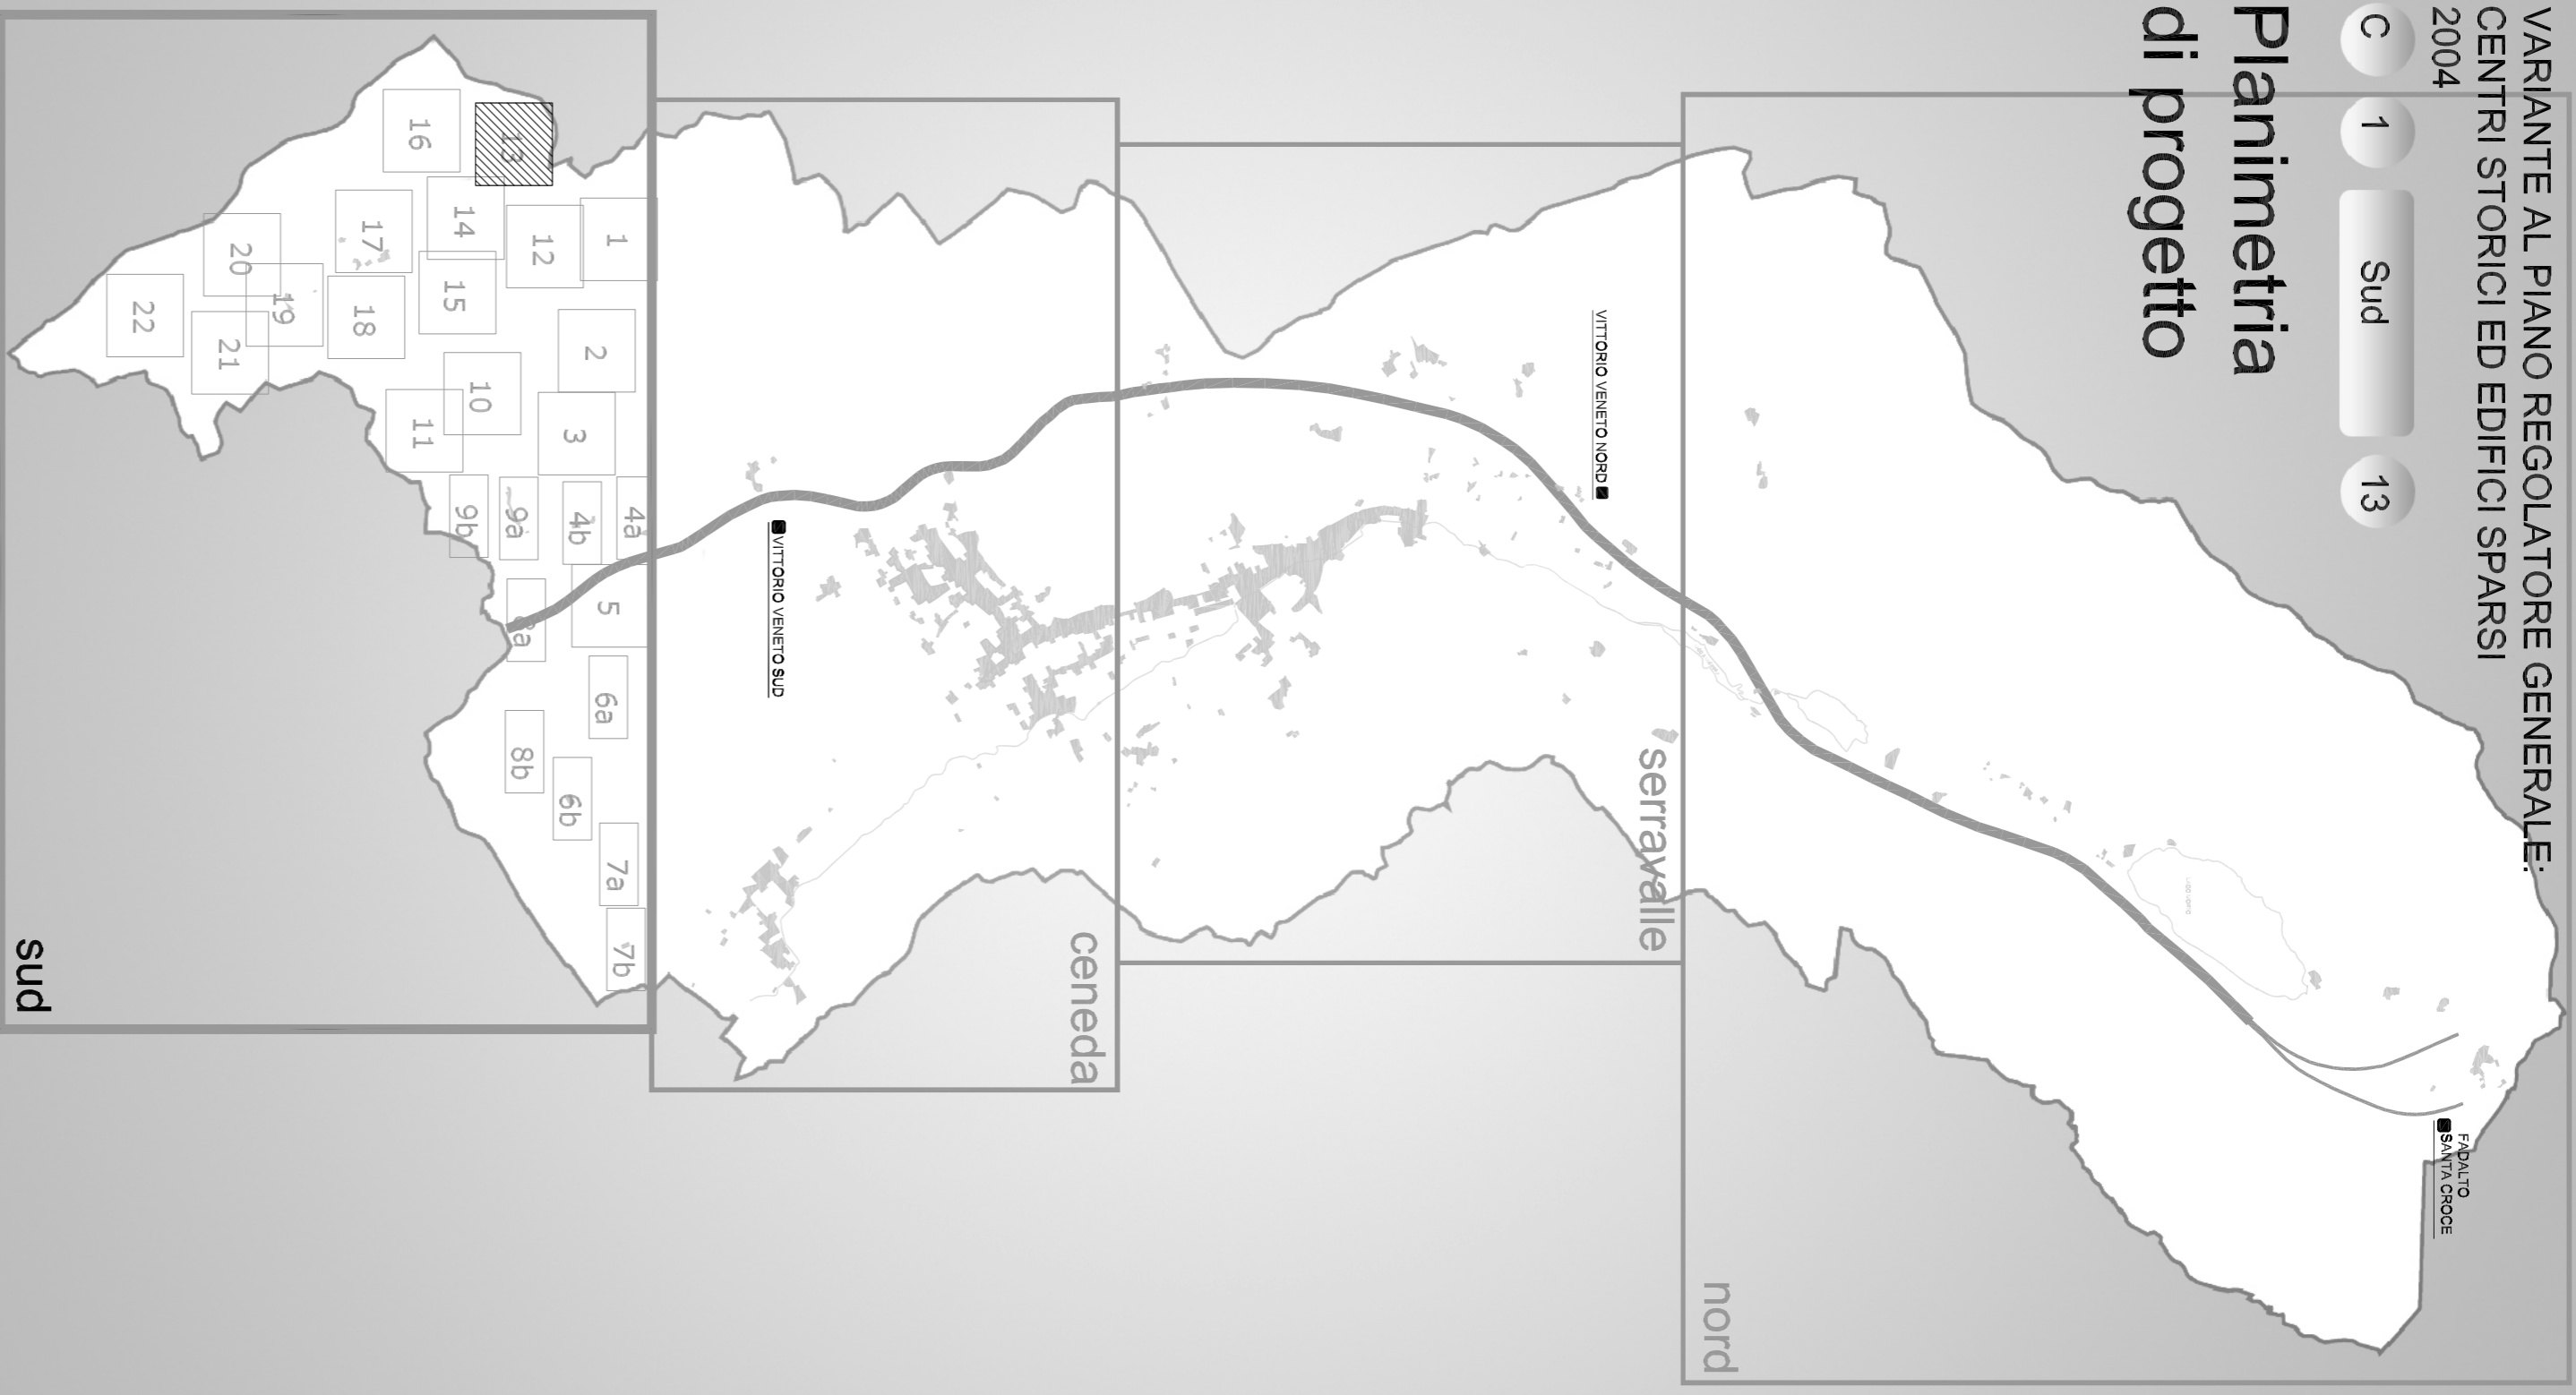 VARIANTE AL PIANO REGOLATORE GENERALE:
CENTRI STORICI ED EDIFICI SPARSI
2004
C 1 Sud 13
Planimetria
di progetto
FADALTO
SANTA CROCE
nord
VITTORIO VENETO NORD
serravalle
ceneda
VITTORIO VENETO SUD
1
2
3
4a
4b
5
6a
6b
7a
7b
8a
8b
9a
9b
10
11
12
13
14
15
16
17
18
19
20
21
22
sud